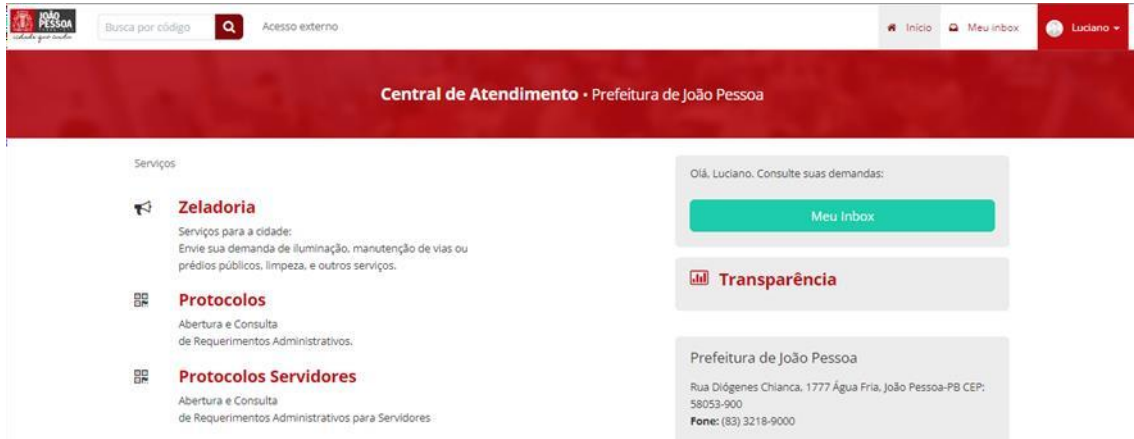 JOÃO
PESSOA
Busca por código
Acesso externo
Início
Meu inbox
Luciano
Central de Atendimento • Prefeitura de João Pessoa
Serviços
Zeladoria
Serviços para a cidade:
Envie sua demanda de iluminação, manutenção de vias ou
prédios públicos, limpeza, e outros serviços.
Protocolos
Abertura e Consulta
de Requerimentos Administrativos.
Protocolos Servidores
Abertura e Consulta
de Requerimentos Administrativos para Servidores
Olá, Luciano. Consulte suas demandas:
Meu Inbox
Transparência
Prefeitura de João Pessoa
Rua Diógenes Chianca, 1777 Água Fria, João Pessoa-PB CEP:
58053-900
Fone: (83) 3218-9000